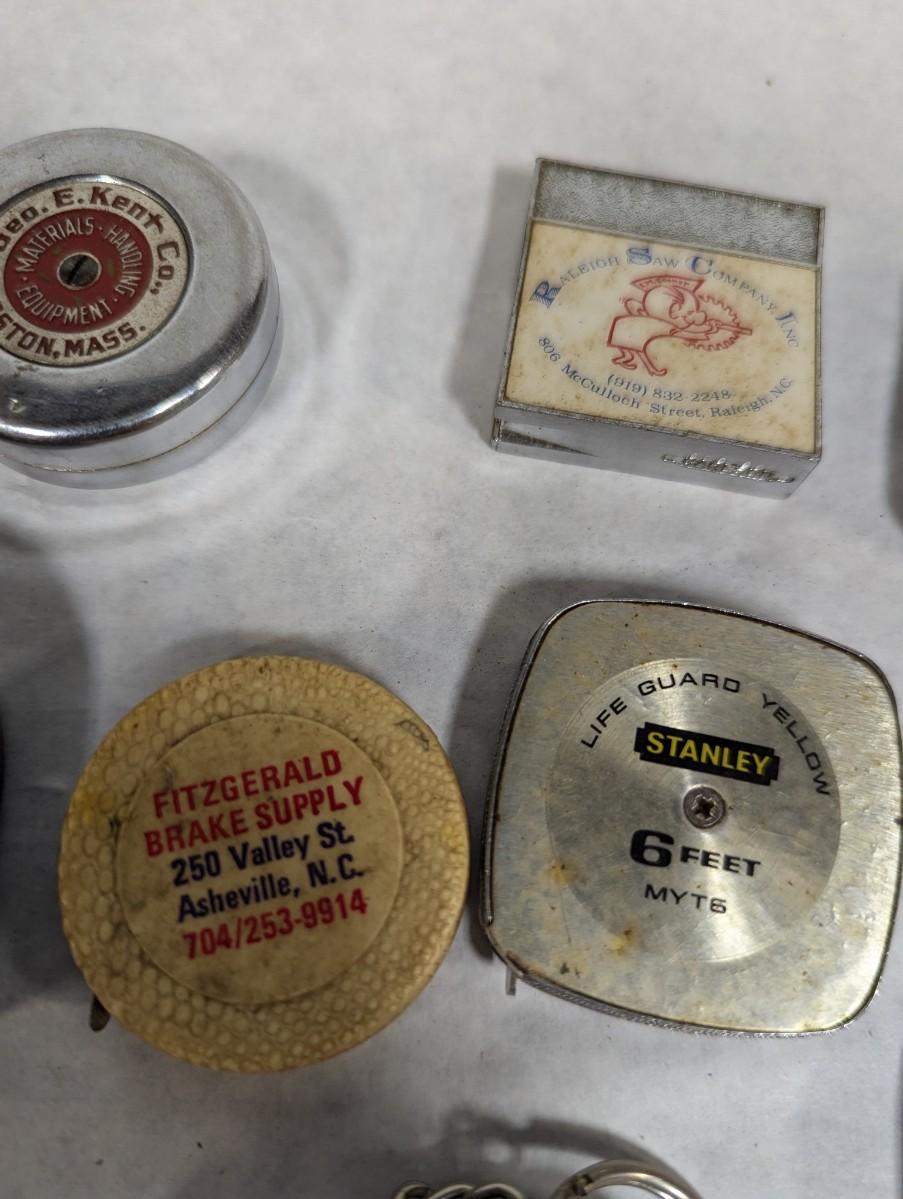 Geo. E. Kent Co.,
MATERIALS · HANDLING
· EQUIPMENT ·
STON, MASS.
RALEIGH SAW COMPANY, INC
(919) 832-2248
806 McCulloch Street, Raleigh, N.C.
FITZGERALD
BRAKE SUPPLY
250 Valley St.
Asheville, N.C.
704/253-9914
LIFE GUARD YELLOW
STANLEY
6 FEET
MYT6